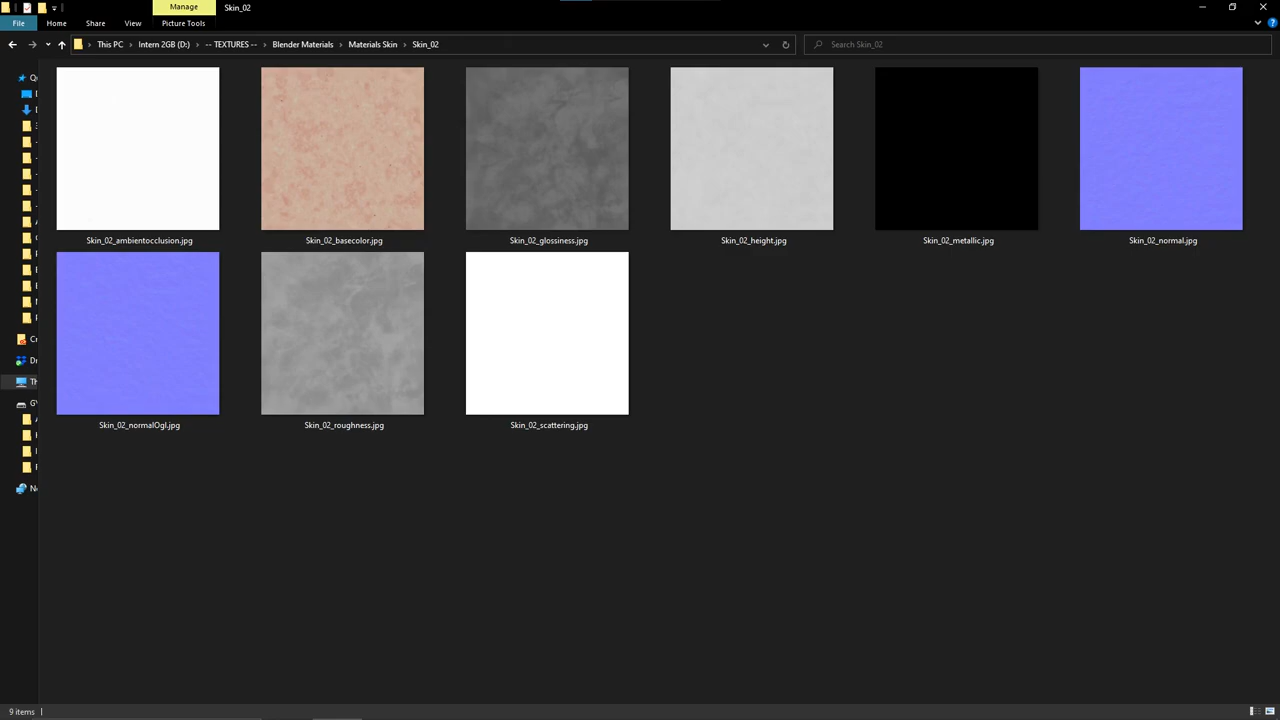 Manage
Skin_02
File
Home
Share
View
Picture Tools
This PC
Intern 2GB (D:)
-- TEXTURES --
Blender Materials
Materials Skin
Skin_02
Search Skin_02
Skin_02_ambientocclusion.jpg
Skin_02_basecolor.jpg
Skin_02_glossiness.jpg
Skin_02_height.jpg
Skin_02_metallic.jpg
Skin_02_normal.jpg
Skin_02_normalOgl.jpg
Skin_02_roughness.jpg
Skin_02_scattering.jpg
9 items